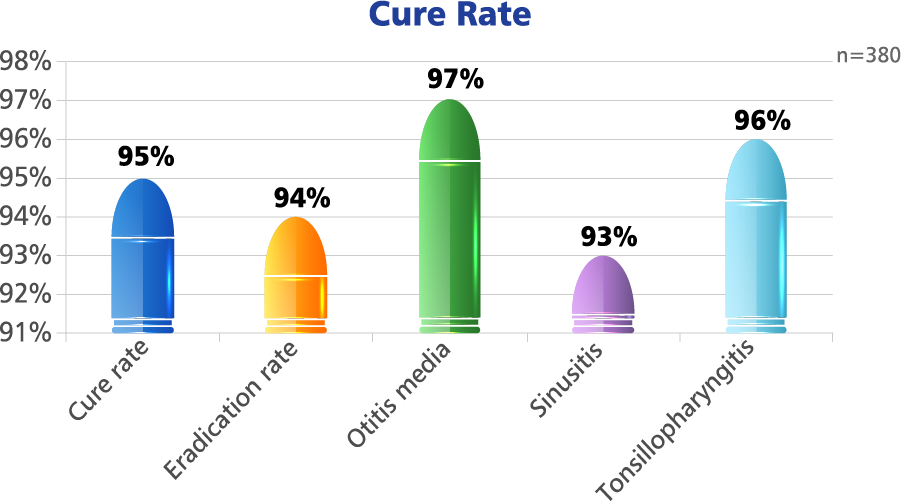 Cure Rate
n=380
98%
97%
96%
95%
94%
93%
92%
91%
95%
94%
97%
93%
96%
Cure rate
Eradication rate
Otitis media
Sinusitis
Tonsillopharyngitis